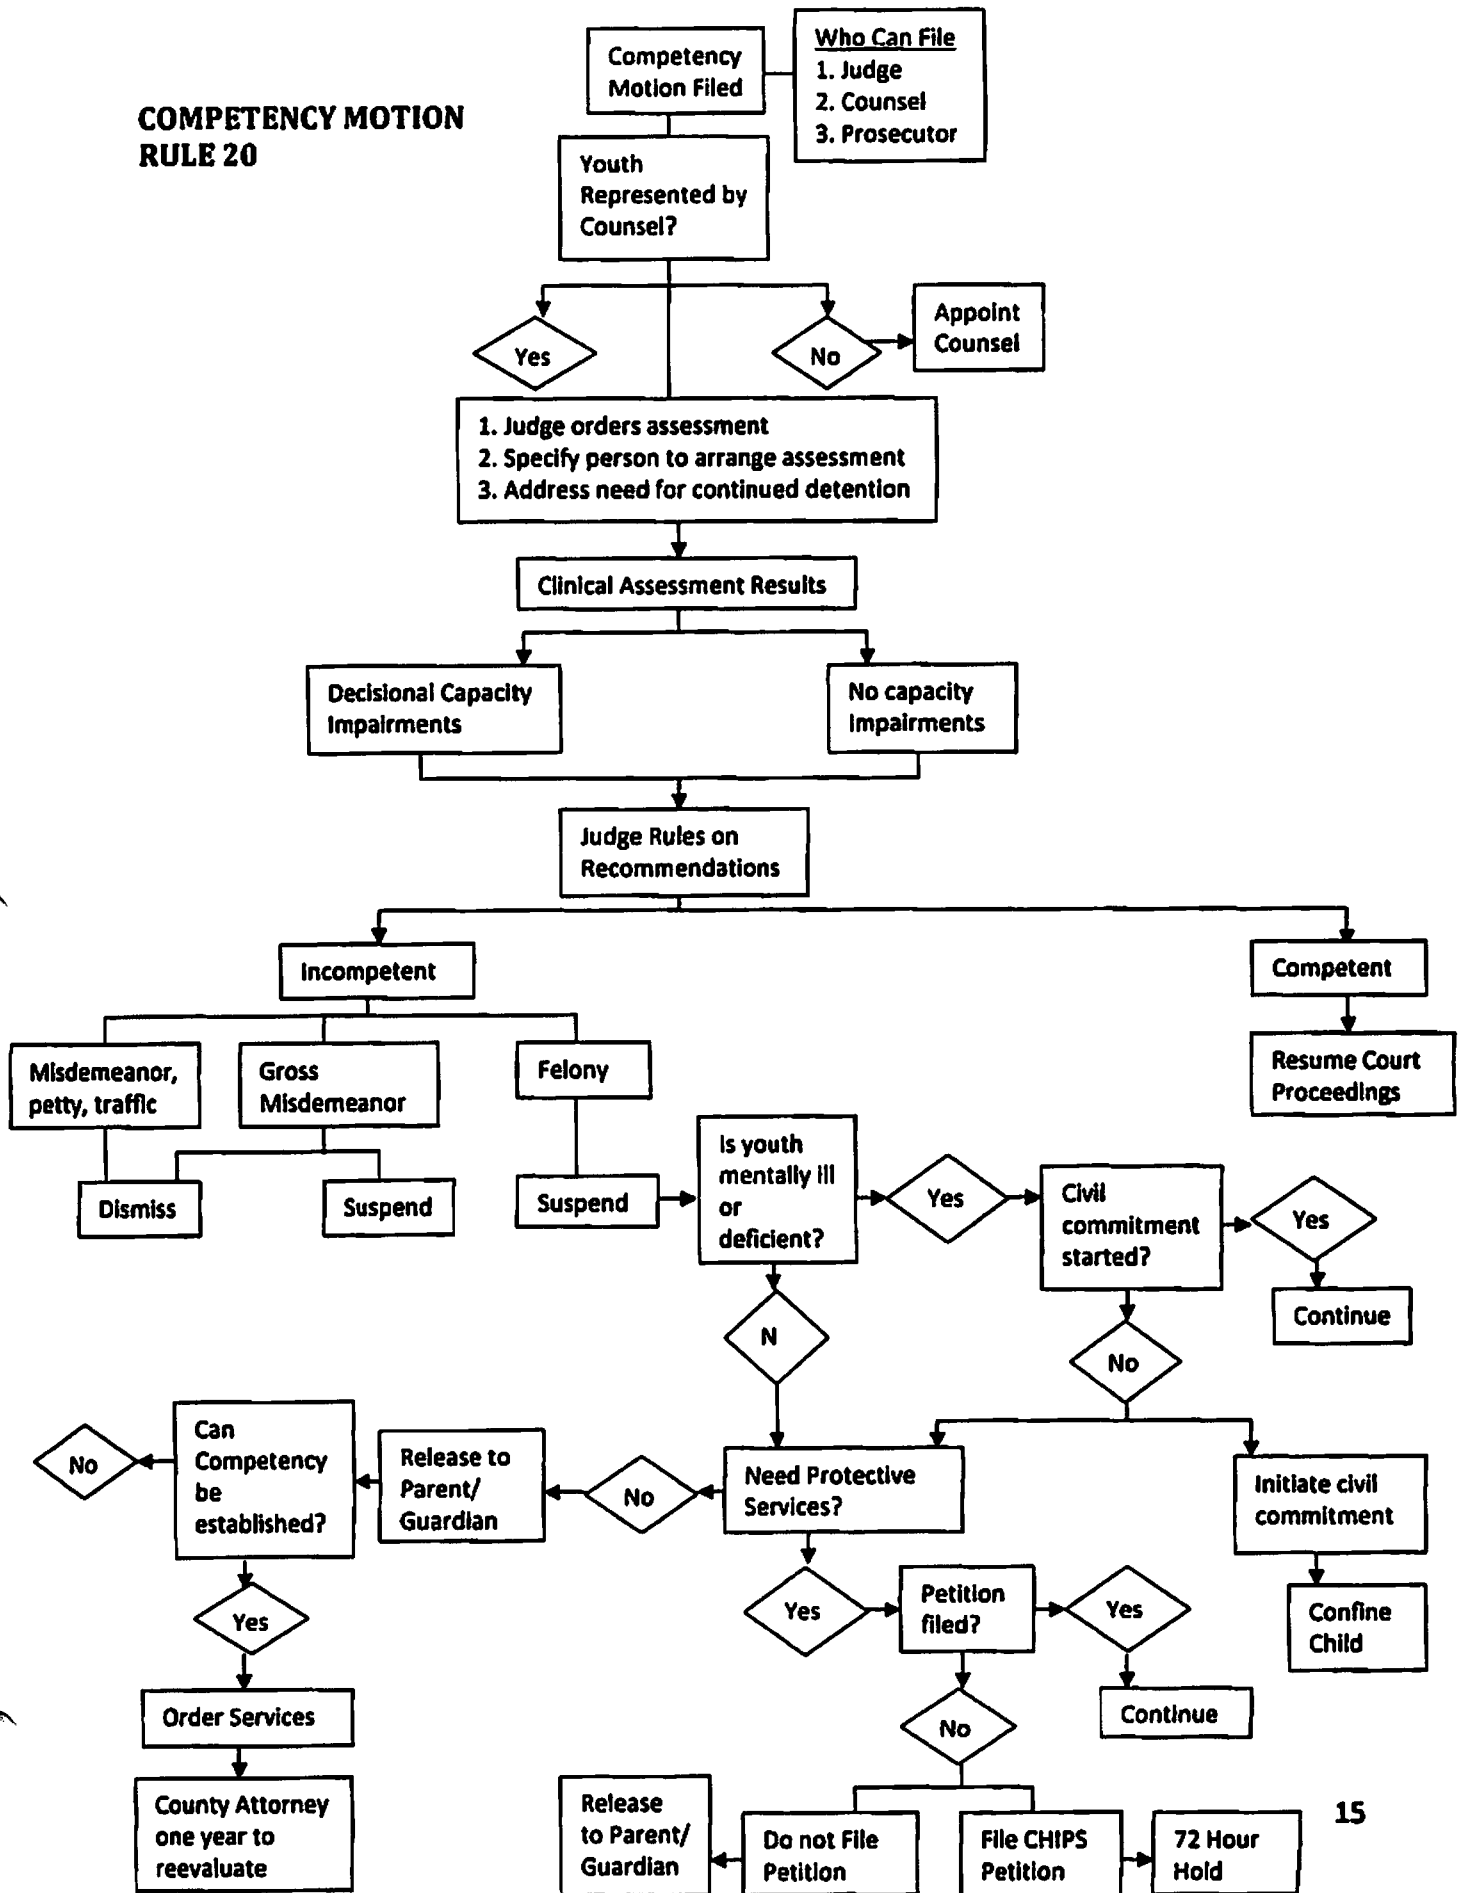 COMPETENCY MOTION
RULE 20
Competency
Motion Filed
Who Can File
1. Judge
2. Counsel
3. Prosecutor
Youth
Represented by
Counsel?
Yes
No
Appoint
Counsel
1. Judge orders assessment
2. Specify person to arrange assessment
3. Address need for continued detention
Clinical Assessment Results
Decisional Capacity
Impairments
No capacity
Impairments
Judge Rules on
Recommendations
Incompetent
Competent
Misdemeanor,
petty, traffic
Gross
Misdemeanor
Felony
Resume Court
Proceedings
Dismiss
Suspend
Suspend
Is youth
mentally ill
or
deficient?
Yes
Civil
commitment
started?
Yes
Continue
N
No
No
Can
Competency
be
established?
Release to
Parent/
Guardian
No
Need Protective
Services?
Initiate civil
commitment
Yes
Yes
Petition
filed?
Yes
Confine
Child
Order Services
No
Continue
County Attorney
one year to
reevaluate
Release
to Parent/
Guardian
Do not File
Petition
File CHIPS
Petition
72 Hour
Hold
15